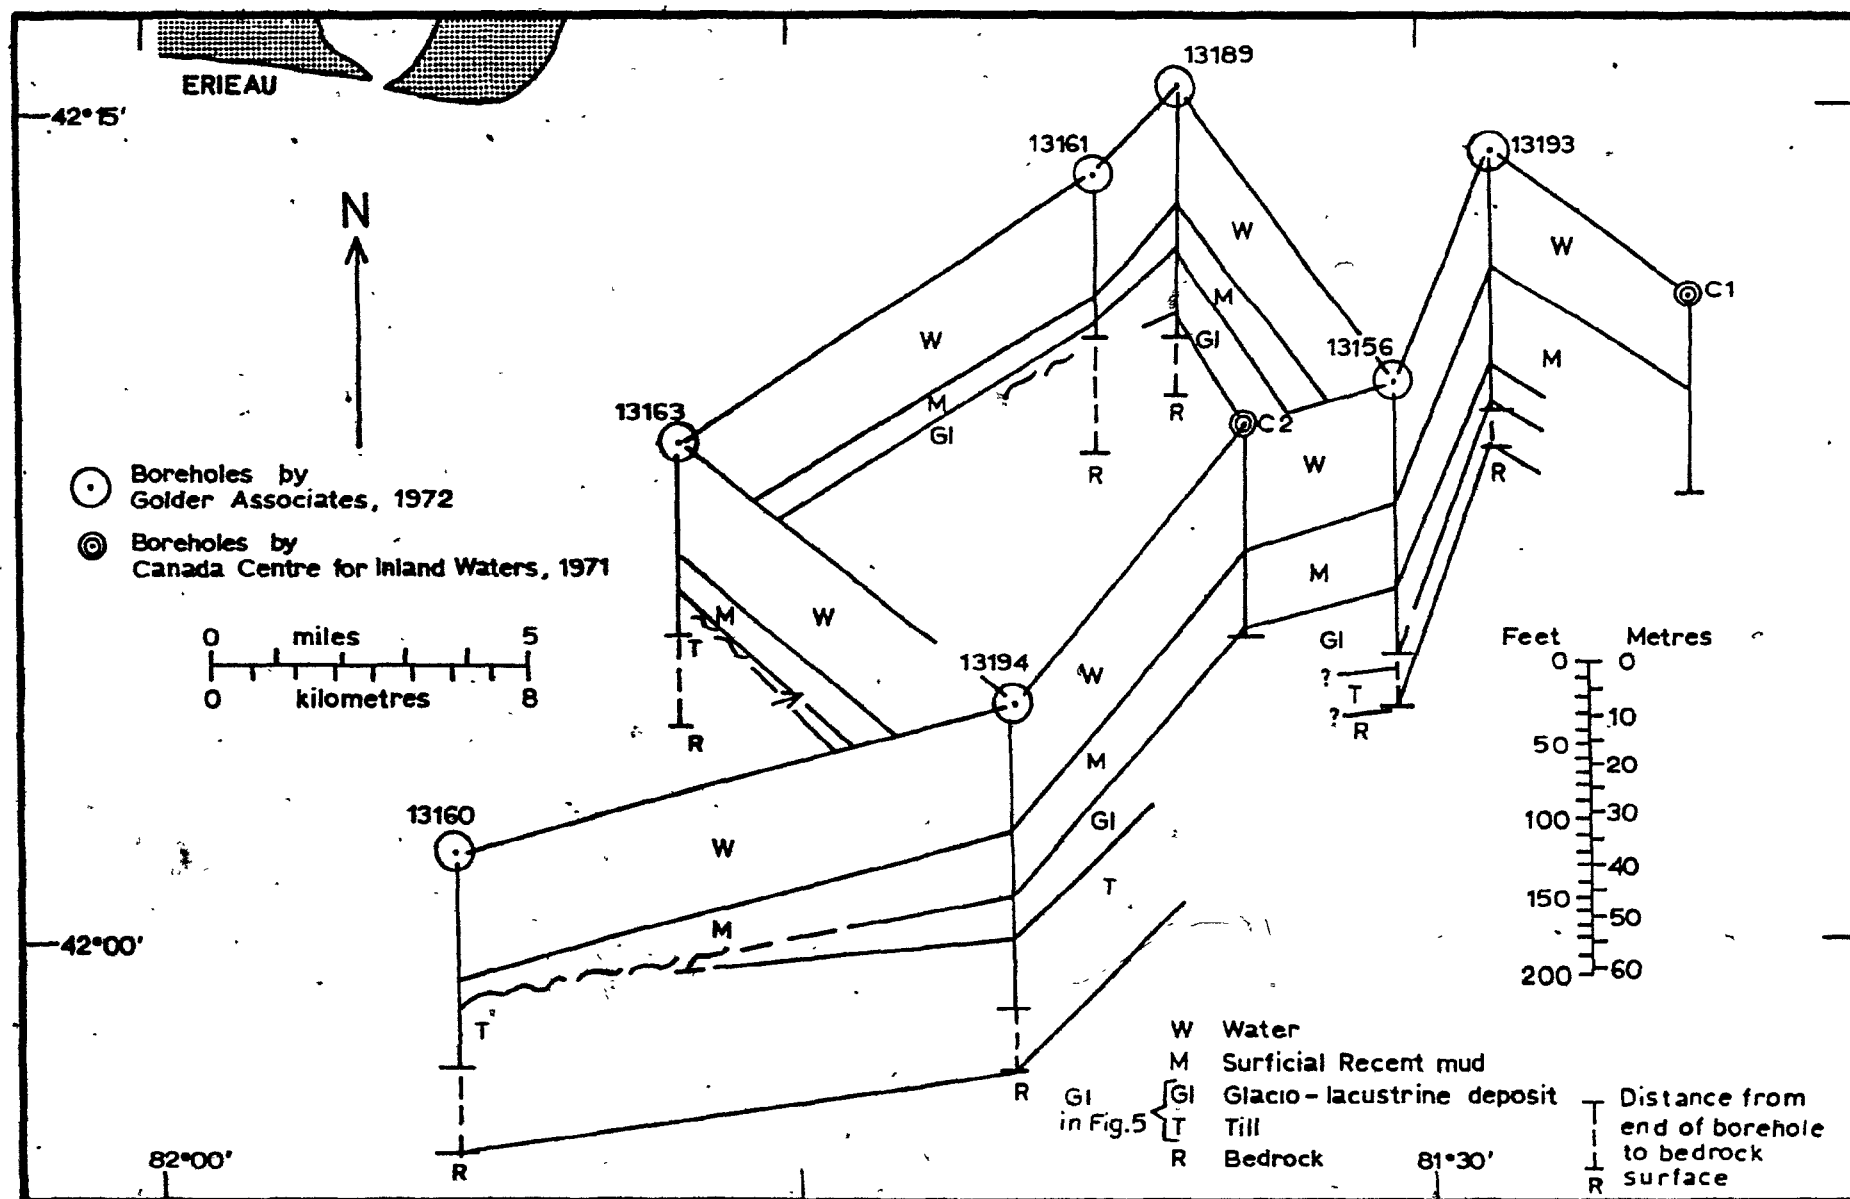 ERIEAU
42°15'
N
13189
13161
13193
W
W
C1
M
GI
W
M
13156
M
GI
R
R
C2
W
R
13163
Boreholes by
Golder Associates, 1972
Boreholes by
Canada Centre for Inland Waters, 1971
M
W
T
R
0 miles 5
0 kilometres 8
13194
W
M
GI
T
M
GI
?
T
?
R
Feet Metres
0 0
10
50
20
100 30
40
150
50
200 60
13160
W
M
T
R
R
42°00'
82°00'
81°30'
W Water
M Surficial Recent mud
GI Glacio-lacustrine deposit
GI
in Fig.5
T Till
R Bedrock
Distance from
end of borehole
to bedrock
surface
R